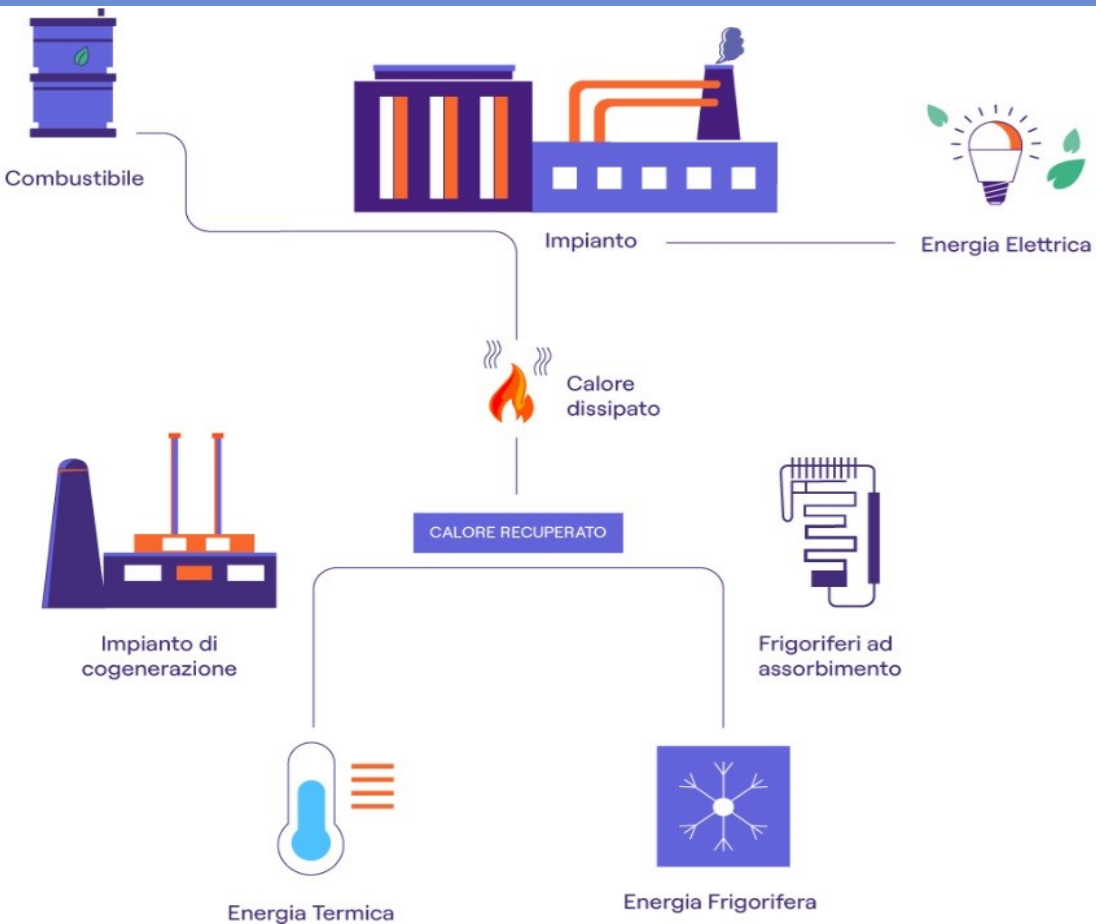 Combustibile
Impianto
Energia Elettrica
Calore
dissipato
CALORE RECUPERATO
Impianto di
cogenerazione
Frigoriferi ad
assorbimento
Energia Termica
Energia Frigorifera